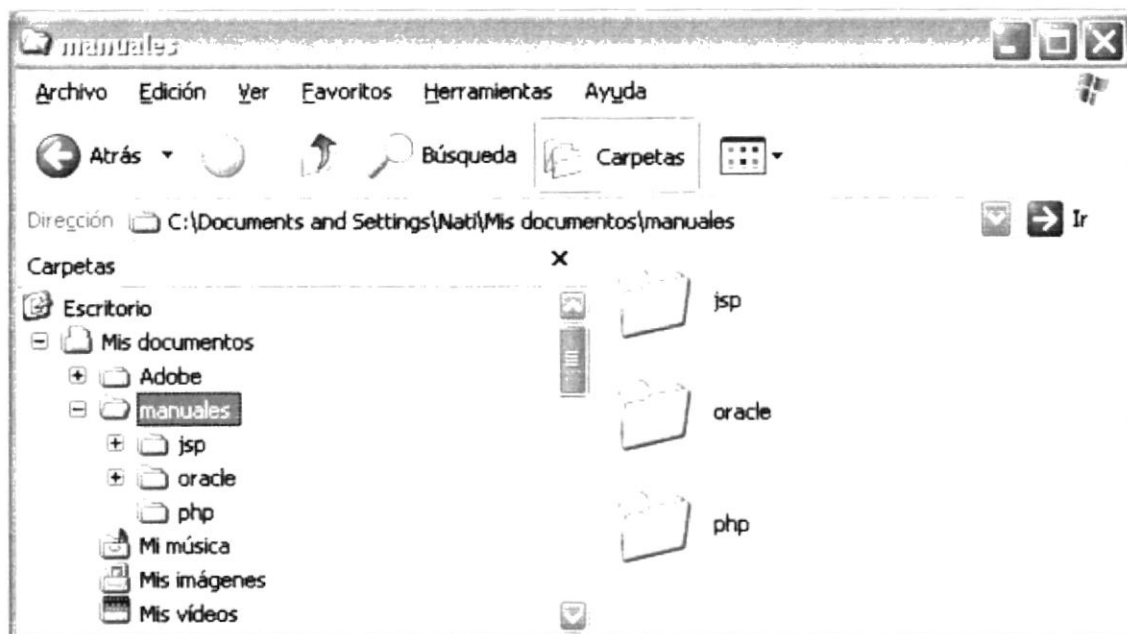 manuales
Archivo Edición Ver Favoritos Herramientas Ayuda
Atrás Búsqueda Carpetas
Dirección C:\Documents and Settings\Nati\Mis documentos\manuales Ir
Carpetas
Escritorio
Mis documentos
Adobe
manuales
jsp
oracle
php
Mi música
Mis imágenes
Mis vídeos
jsp
oracle
php